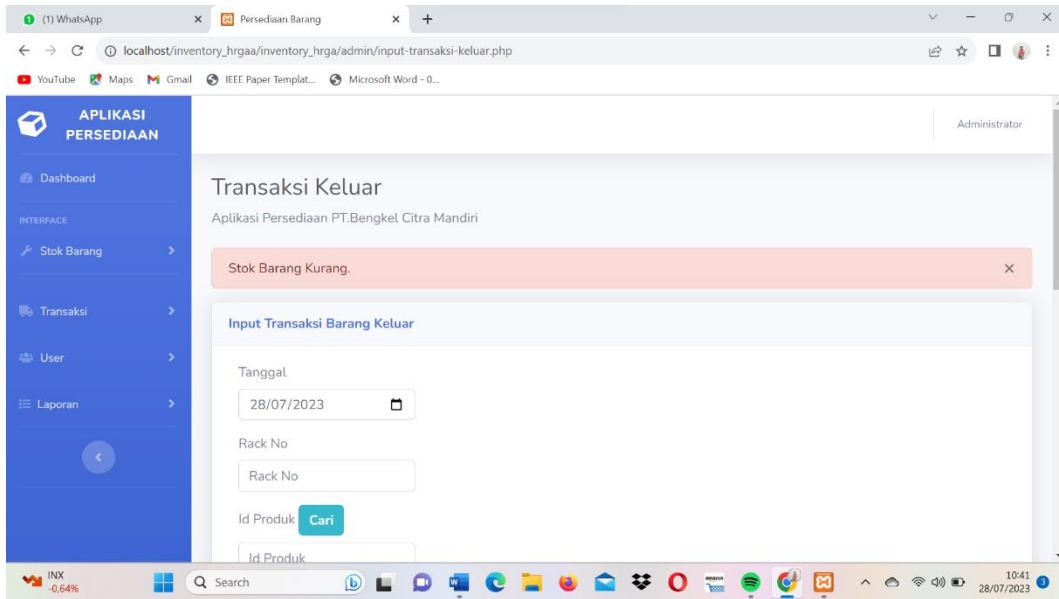 (1) WhatsApp
Persediaan Barang
localhost/inventory_hrgaa/inventory_hrga/admin/input-transaksi-keluar.php
YouTube Maps Gmail IEEE Paper Templat... Microsoft Word - 0...
APLIKASI
PERSEDIAAN
Administrator
Dashboard
INTERFACE
Stok Barang
Transaksi
User
Laporan
Transaksi Keluar
Aplikasi Persediaan PT.Bengkel Citra Mandiri
Stok Barang Kurang.
Input Transaksi Barang Keluar
Tanggal
28/07/2023
Rack No
Rack No
Id Produk Cari
Id Produk
INX
-0,64%
Search
amazon
10:41
28/07/2023
3